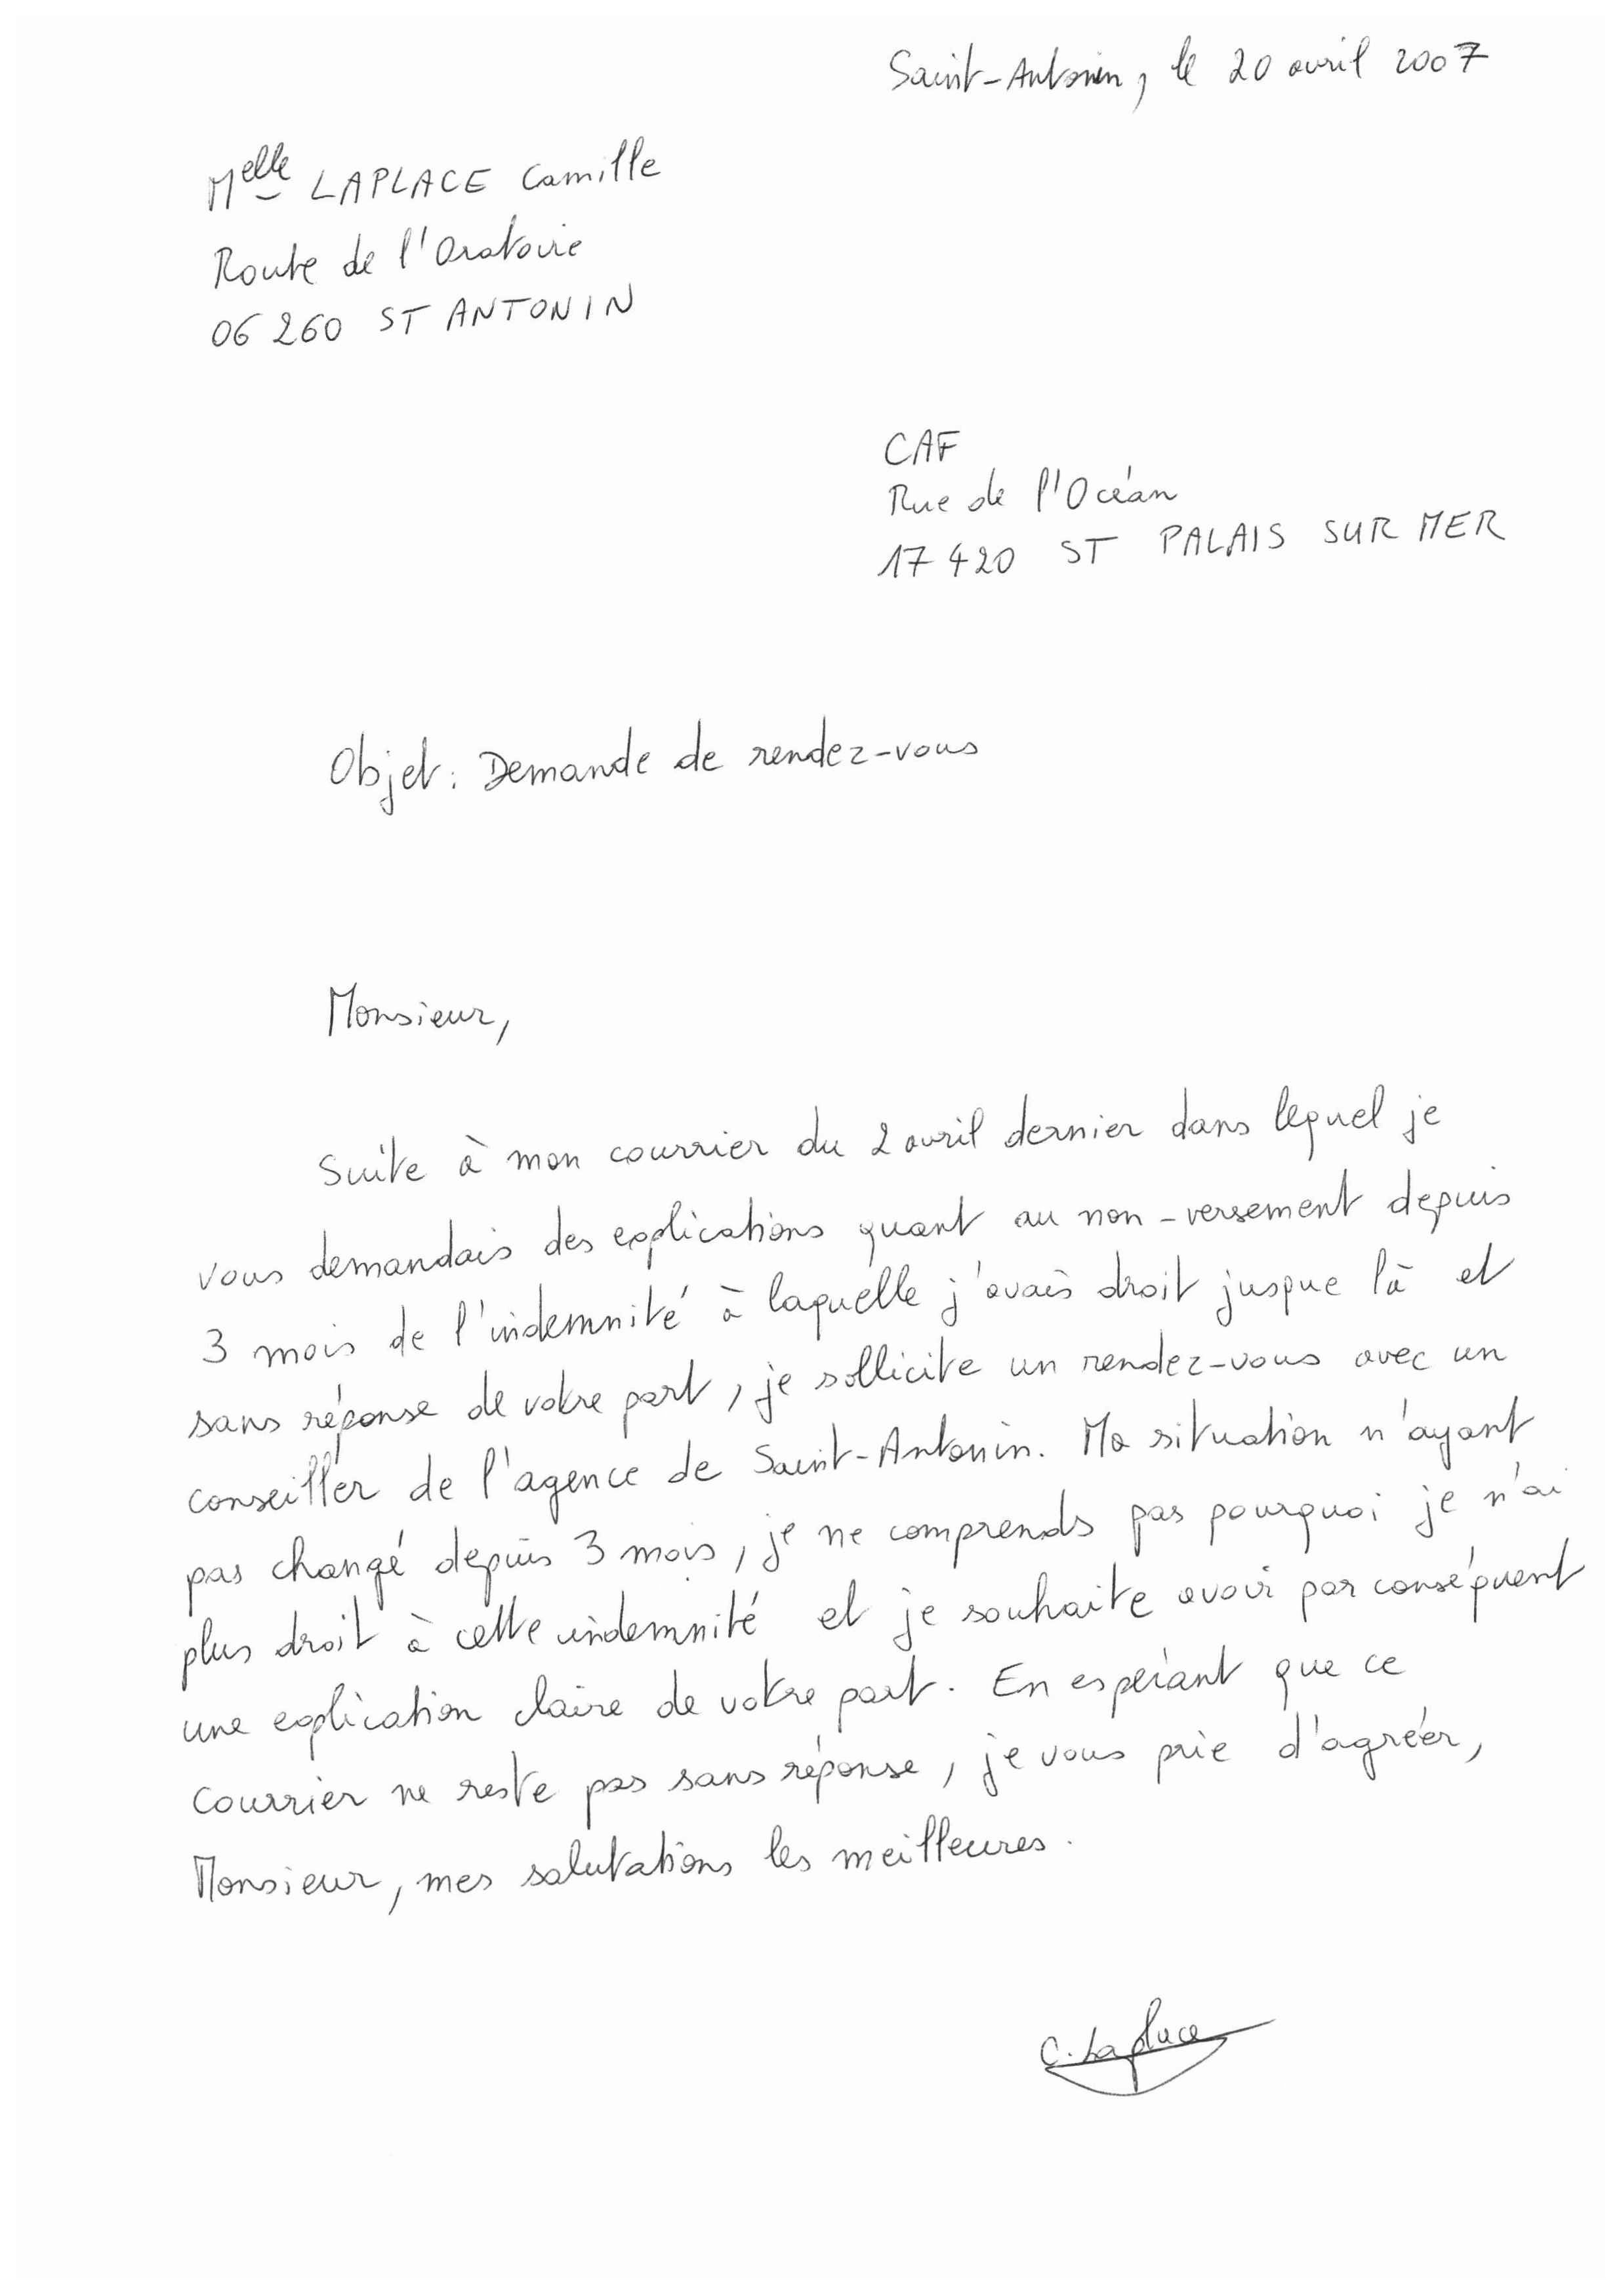 Saint-Antonin, le 20 avril 2007
Melle LAPLACE Camille
Route de l'Oratoire
06 260 ST ANTONIN
CAF
Rue de l'Océan
17 420 ST PALAIS SUR MER
Objet : Demande de rendez-vous
Monsieur,
Suite à mon courrier du 2 avril dernier dans lequel je
vous demandais des explications quant au non-versement depuis
3 mois de l'indemnité à laquelle j'avais droit jusque là et
sans réponse de votre part, je sollicite un rendez-vous avec un
conseiller de l'agence de Saint-Antonin. Ma situation n'ayant
pas changé depuis 3 mois, je ne comprends pas pourquoi je n'ai
plus droit à cette indemnité et je souhaite avoir par conséquent
une explication claire de votre part. En espérant que ce
courrier ne reste pas sans réponse, je vous prie d'agréer,
Monsieur, mes salutations les meilleures.
C. Laplace